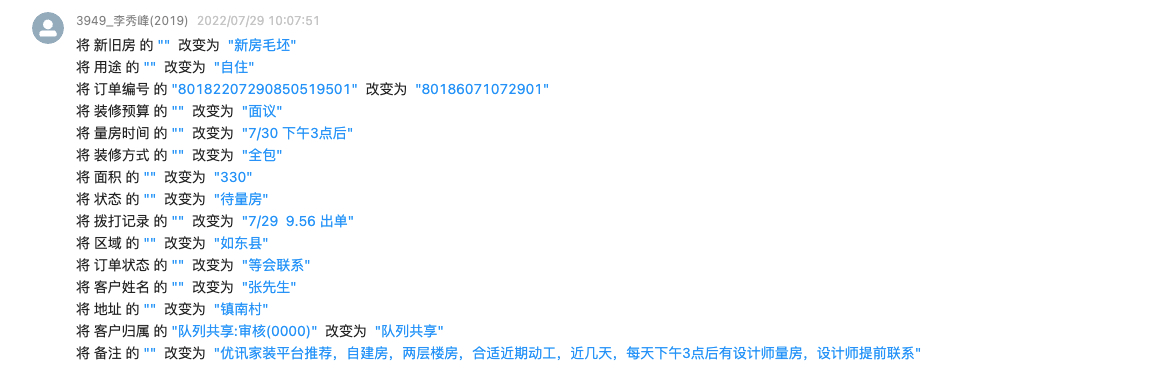 3949_李秀峰(2019) 2022/07/29 10:07:51
将 新旧房 的 "" 改变为 "新房毛坯"
将 用途 的 "" 改变为 "自住"
将 订单编号 的 "80182207290850519501" 改变为 "80186071072901"
将 装修预算 的 "" 改变为 "面议"
将 量房时间 的 "" 改变为 "7/30 下午3点后"
将 装修方式 的 "" 改变为 "全包"
将 面积 的 "" 改变为 "330"
将 状态 的 "" 改变为 "待量房"
将 拨打记录 的 "" 改变为 "7/29 9.56 出单"
将 区域 的 "" 改变为 "如东县"
将 订单状态 的 "" 改变为 "等会联系"
将 客户姓名 的 "" 改变为 "张先生"
将 地址 的 "" 改变为 "镇南村"
将 客户归属 的 "队列共享:审核(0000)" 改变为 "队列共享"
将 备注 的 "" 改变为 "优讯家装平台推荐，自建房，两层楼房，合适近期动工，近几天，每天下午3点后有设计师量房，设计师提前联系"